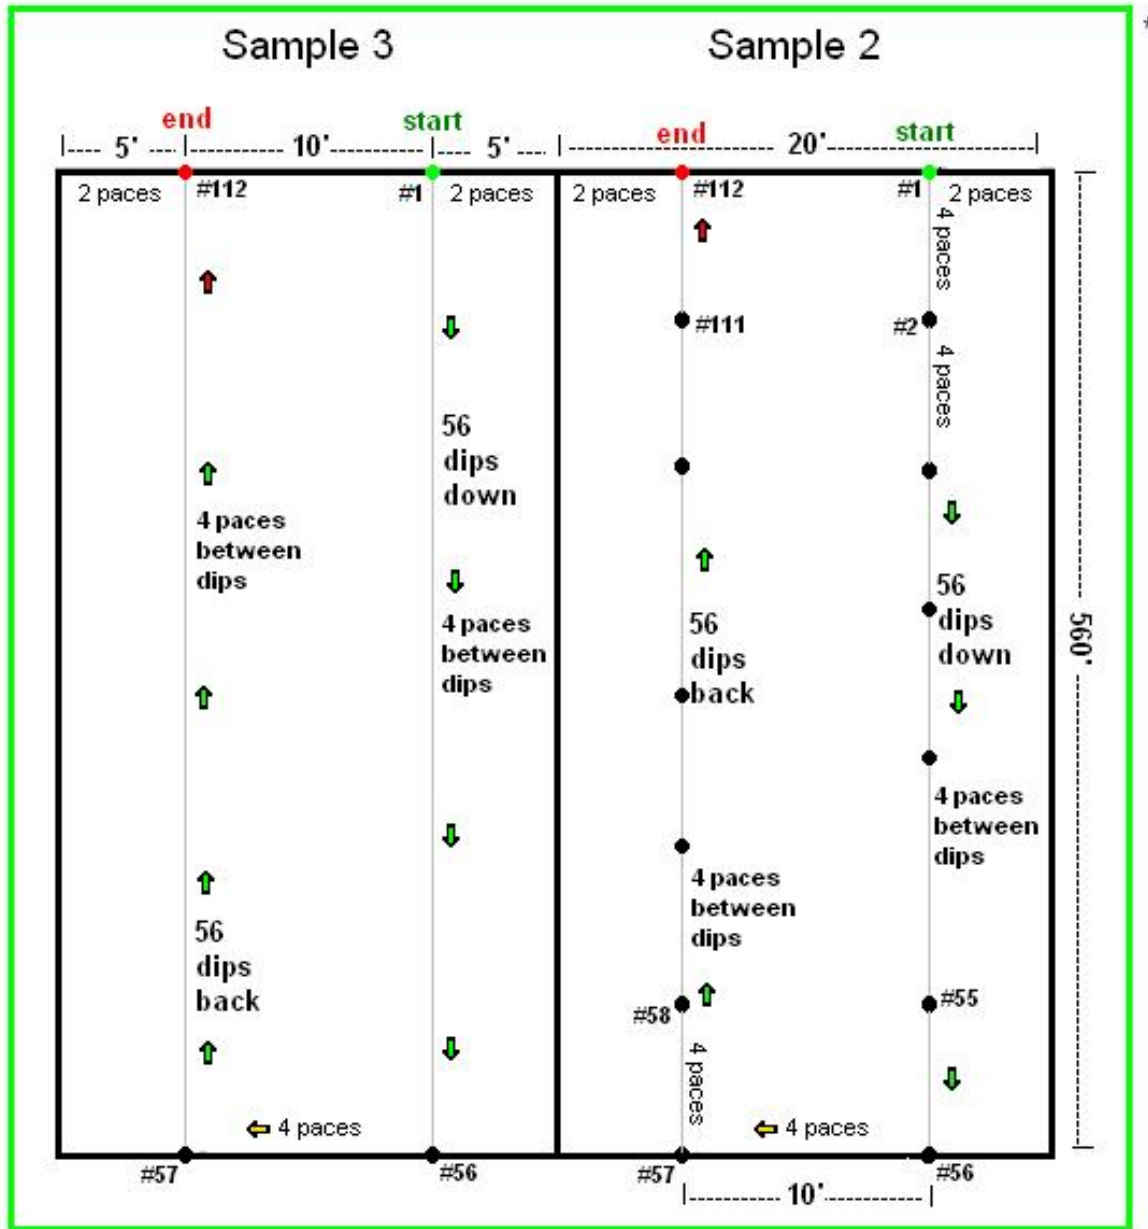 Sample 3
Sample 2
end
start
end
start
5'
10'
5'
20'
2 paces
#112
#1
2 paces
2 paces
#112
#1
2 paces
4 paces
#111
#2
4 paces
56
dips
down
4 paces
between
dips
56
dips
down
4 paces
between
dips
56
dips
back
560'
4 paces
between
dips
4 paces
between
dips
56
dips
back
#58
#55
4 paces
4 paces
4 paces
#57
#56
#57
#56
10'